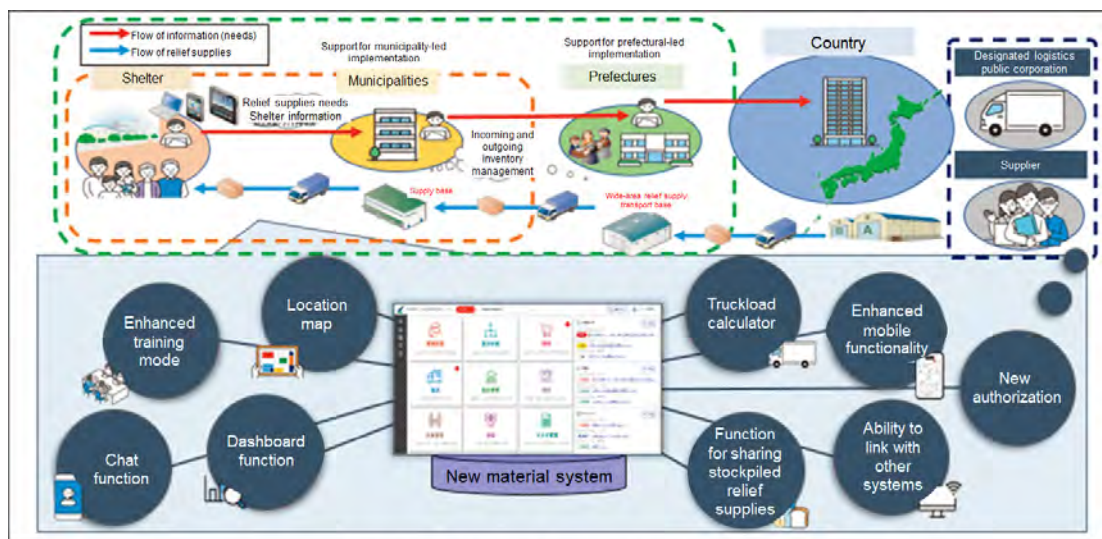 Flow of information (needs)
Flow of relief supplies
Support for municipality-led
implementation
Support for prefectural-led
implementation
Country
Designated logistics
public corporation
Shelter
Municipalities
Prefectures
Relief supplies needs
Shelter information
Incoming and
outgoing
inventory
management
Supplier
Supply base
Wide-area relief supply,
transport base
A
Location
map
Enhanced
training
mode
Truckload
calculator
Enhanced
mobile
functionality
New
authorization
Chat
function
Dashboard
function
New material system
Function
for sharing
stockpiled
relief
supplies
Ability to
link with
other
systems